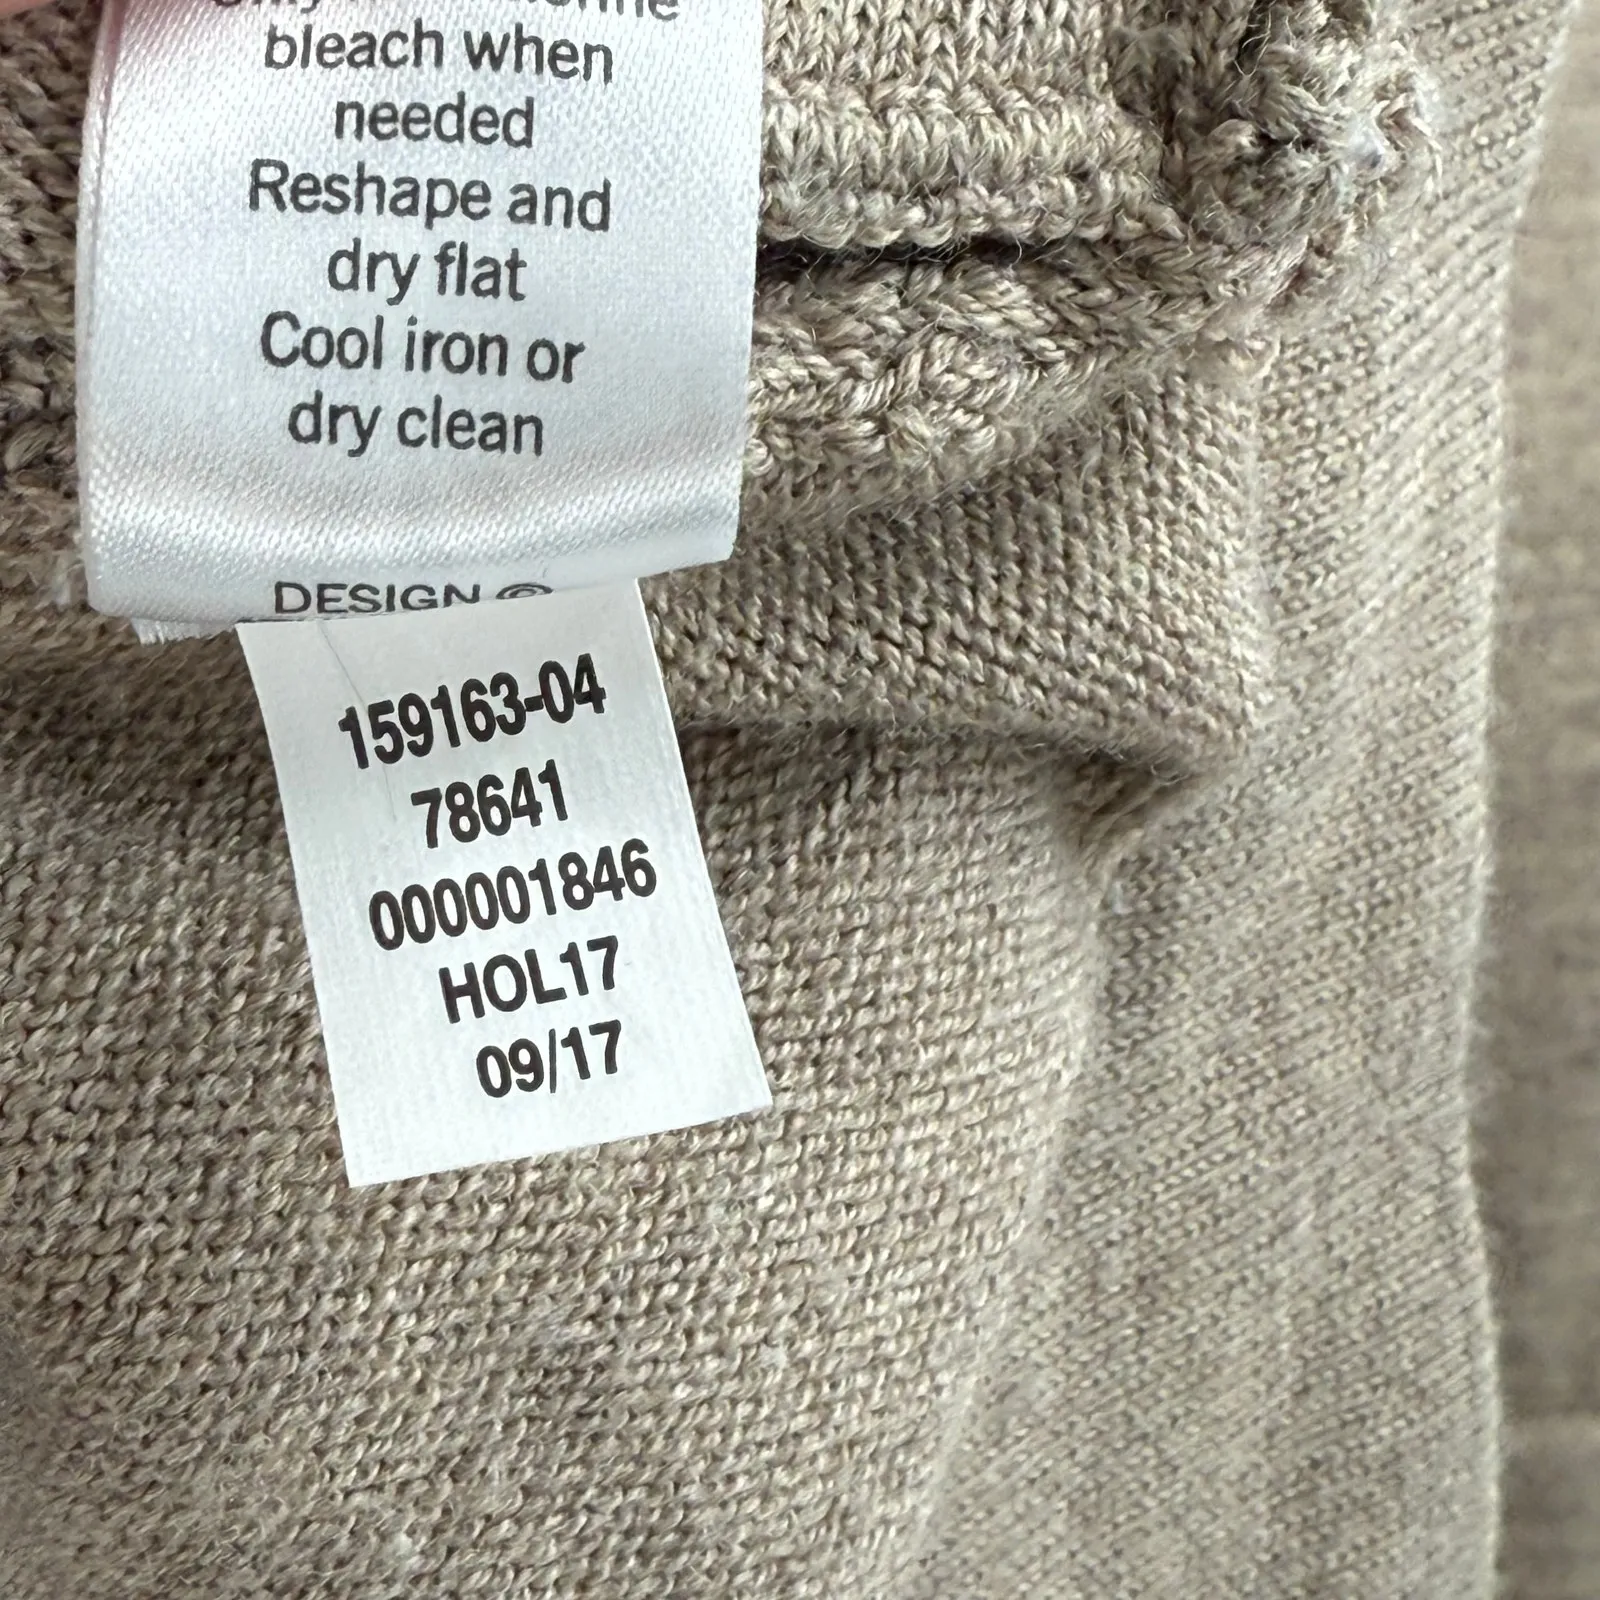 bleach when
needed
Reshape and
dry flat
Cool iron or
dry clean
DESIGN ©
159163-04
78641
000001846
HOL17
09/17